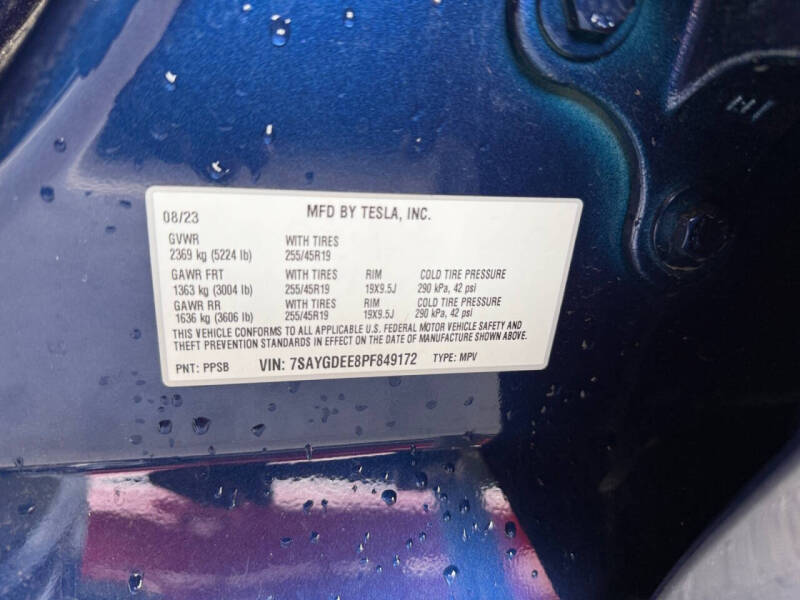 08/23 MFD BY TESLA, INC.
GVWR WITH TIRES
2369 kg (5224 lb) 255/45R19
GAWR FRT WITH TIRES RIM COLD TIRE PRESSURE
1363 kg (3004 lb) 255/45R19 19X9.5J 290 kPa, 42 psi
GAWR RR WITH TIRES RIM COLD TIRE PRESSURE
1636 kg (3606 lb) 255/45R19 19X9.5J 290 kPa, 42 psi
THIS VEHICLE CONFORMS TO ALL APPLICABLE U.S. FEDERAL MOTOR VEHICLE SAFETY AND
THEFT PREVENTION STANDARDS IN EFFECT ON THE DATE OF MANUFACTURE SHOWN ABOVE.
PNT: PPSB VIN: 7SAYGDEE8PF849172 TYPE: MPV